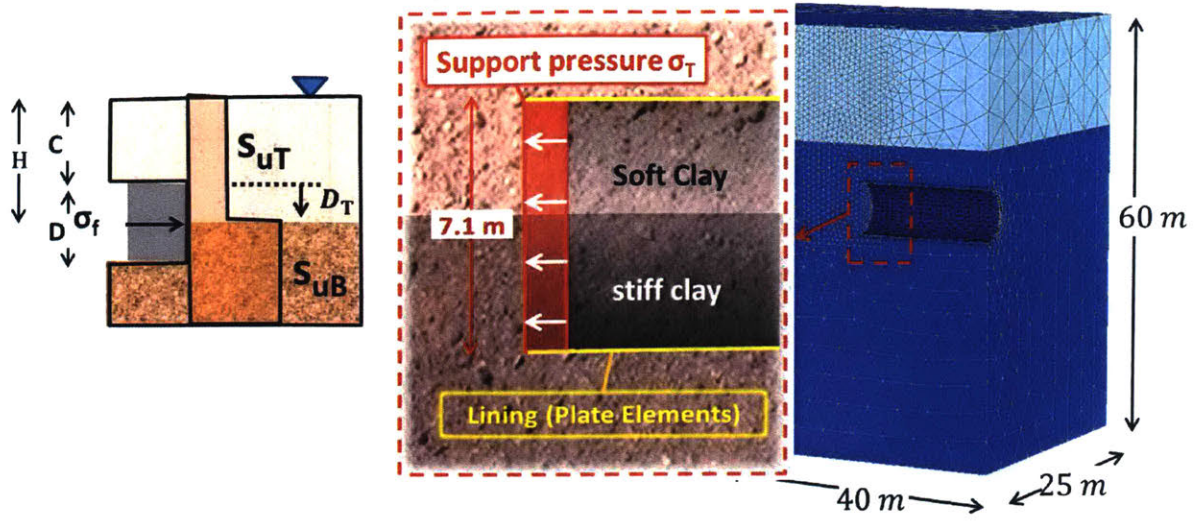 H
C
D
σf
SuT
DT
SuB
Support pressure σT
Soft Clay
7.1 m
stiff clay
Lining (Plate Elements)
60 m
25 m
40 m